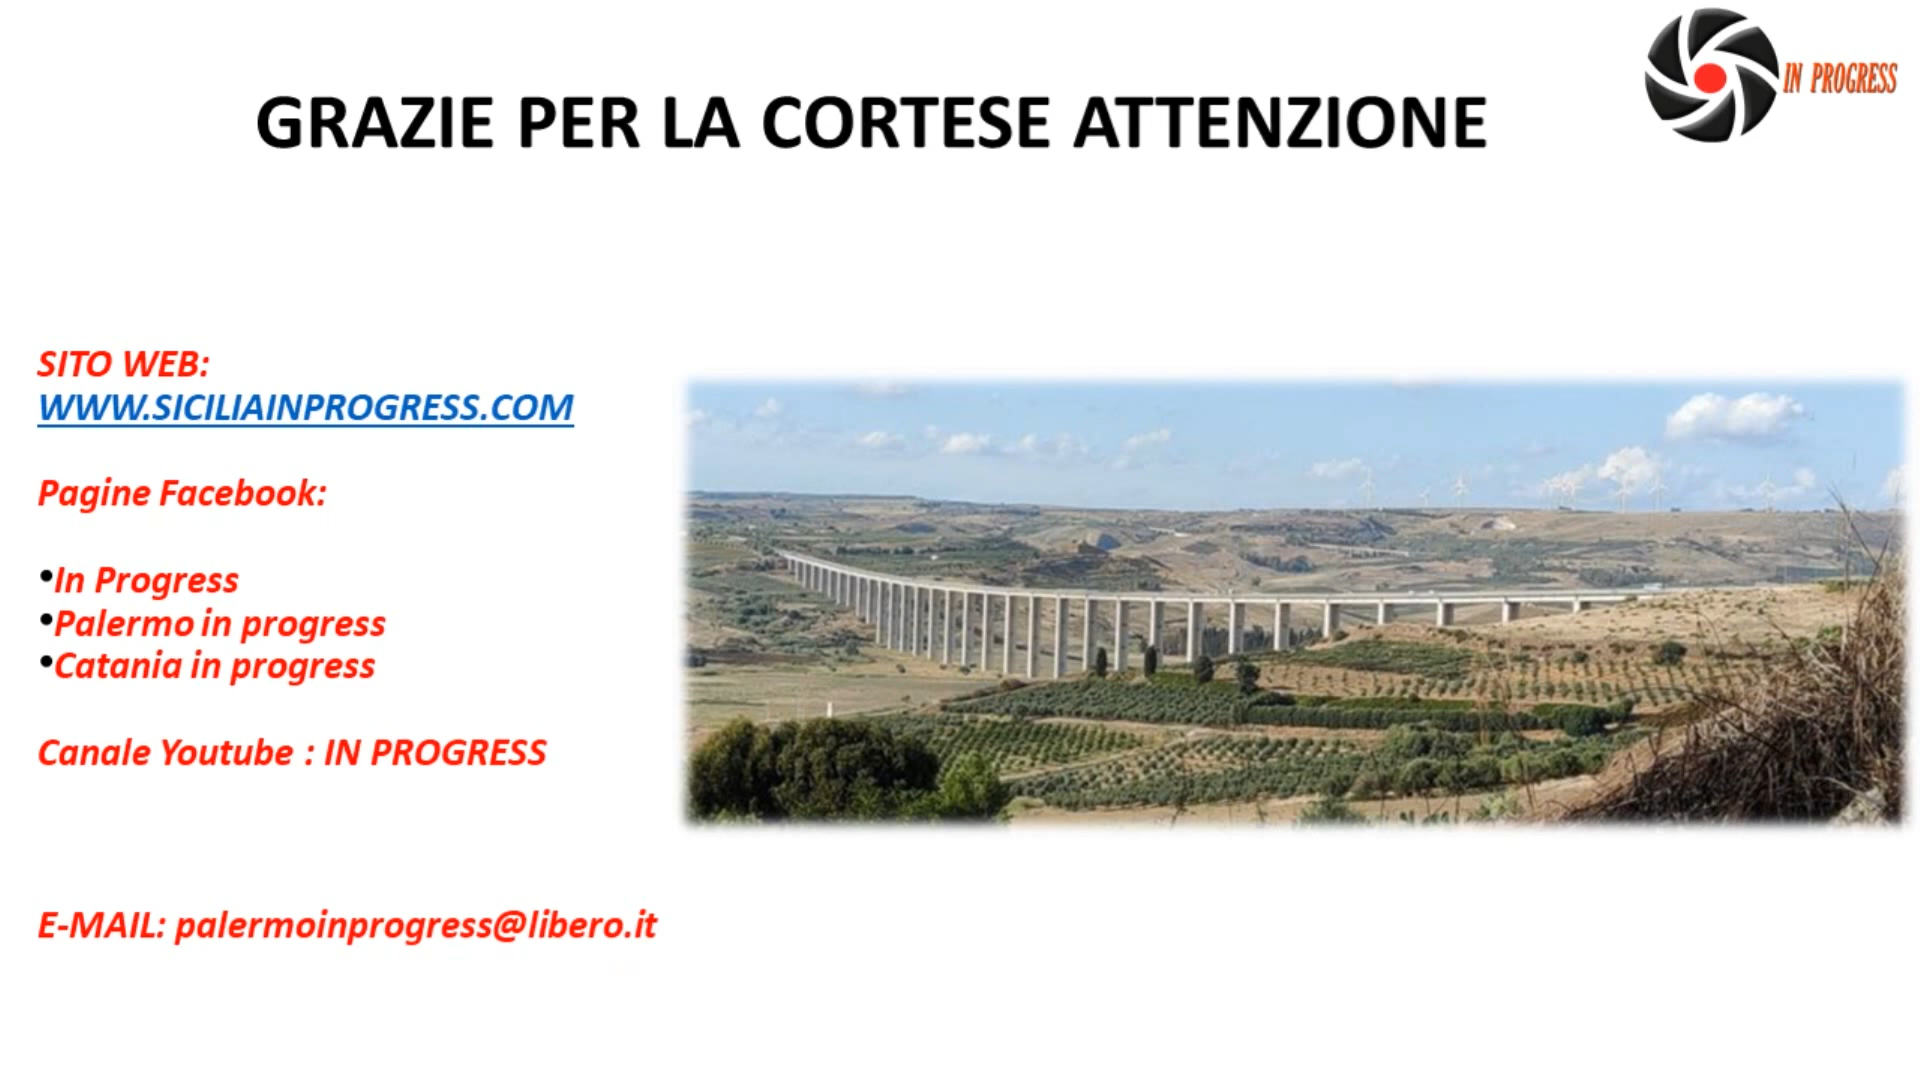 IN PROGRESS
GRAZIE PER LA CORTESE ATTENZIONE
SITO WEB:
WWW.SICILIAINPROGRESS.COM
Pagine Facebook:
•In Progress
•Palermo in progress
•Catania in progress
Canale Youtube : IN PROGRESS
E-MAIL: palermoinprogress@libero.it